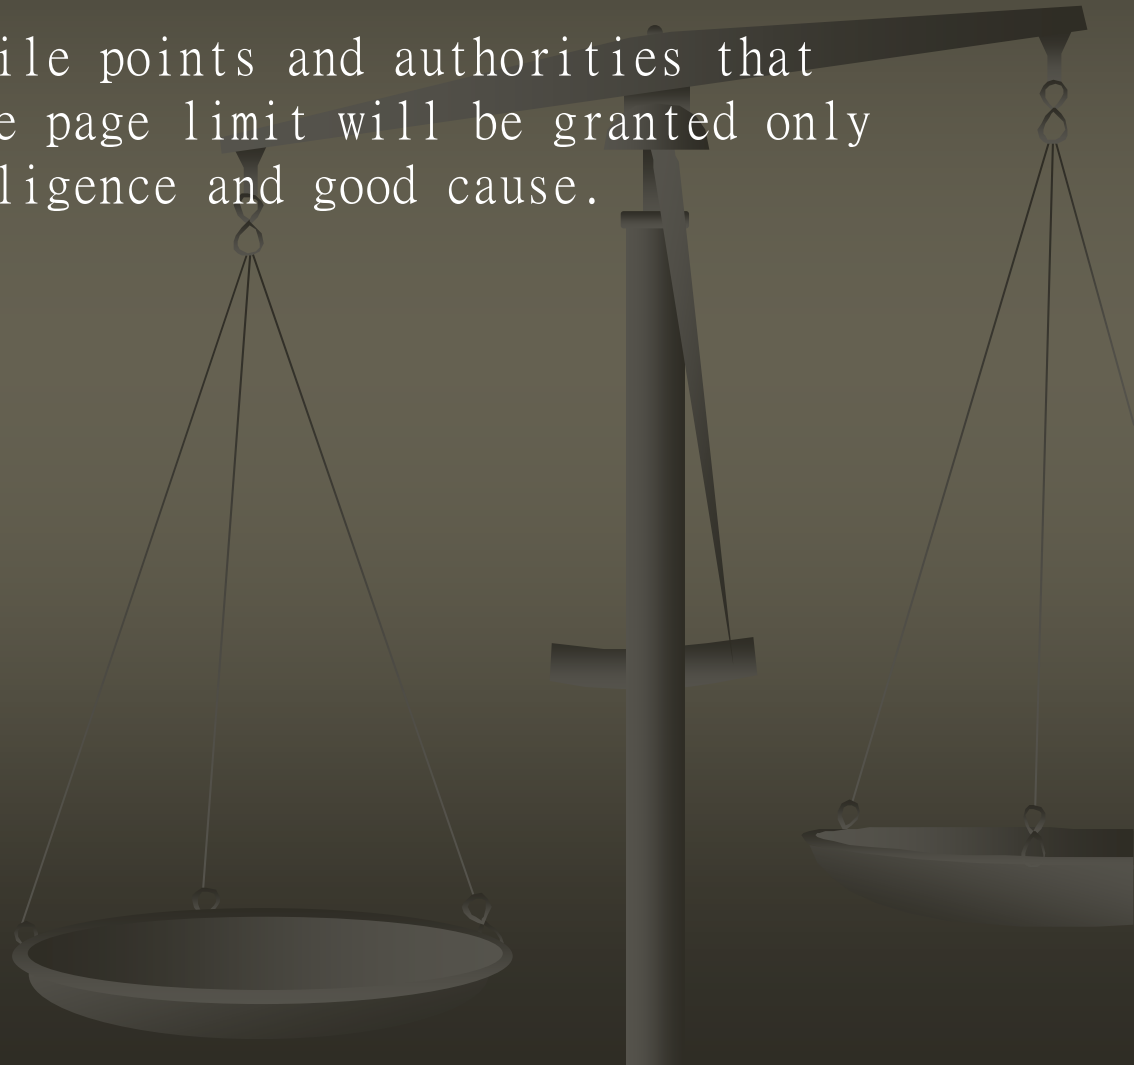 ile points and authorities that
e page limit will be granted only
ligence and good cause.